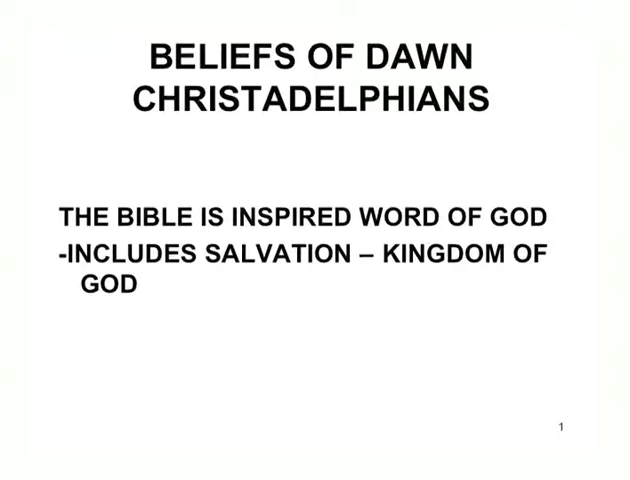 BELIEFS OF DAWN
CHRISTADELPHIANS
THE BIBLE IS INSPIRED WORD OF GOD
-INCLUDES SALVATION – KINGDOM OF
GOD
1